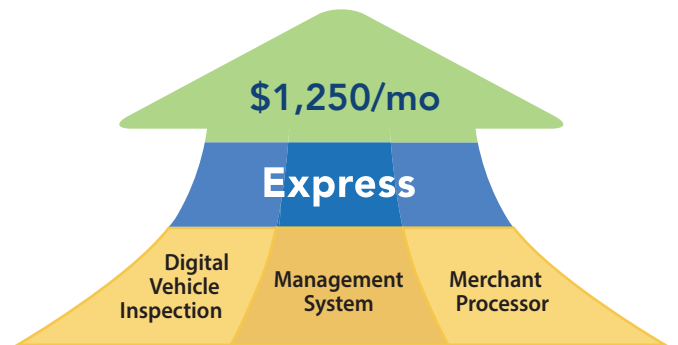 $1,250/mo
Express
Digital
Vehicle
Inspection
Management
System
Merchant
Processor